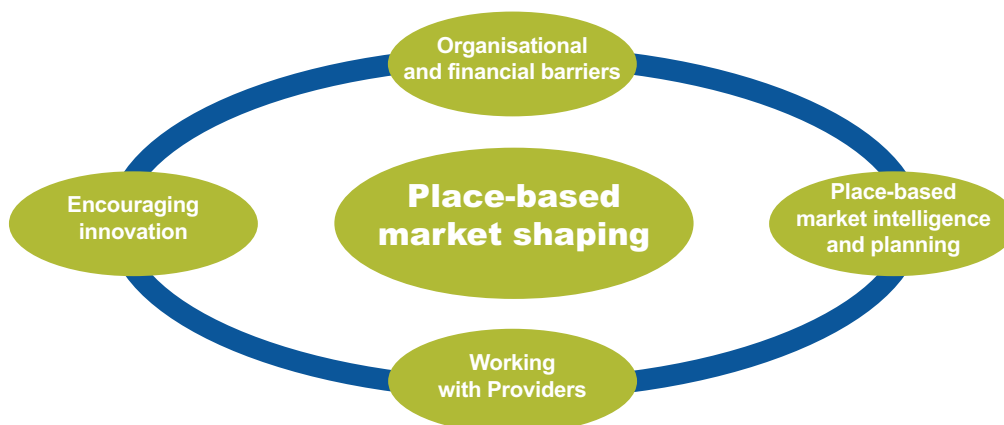 Organisational
and financial barriers
Encouraging
innovation
Place-based
market shaping
Place-based
market intelligence
and planning
Working
with Providers